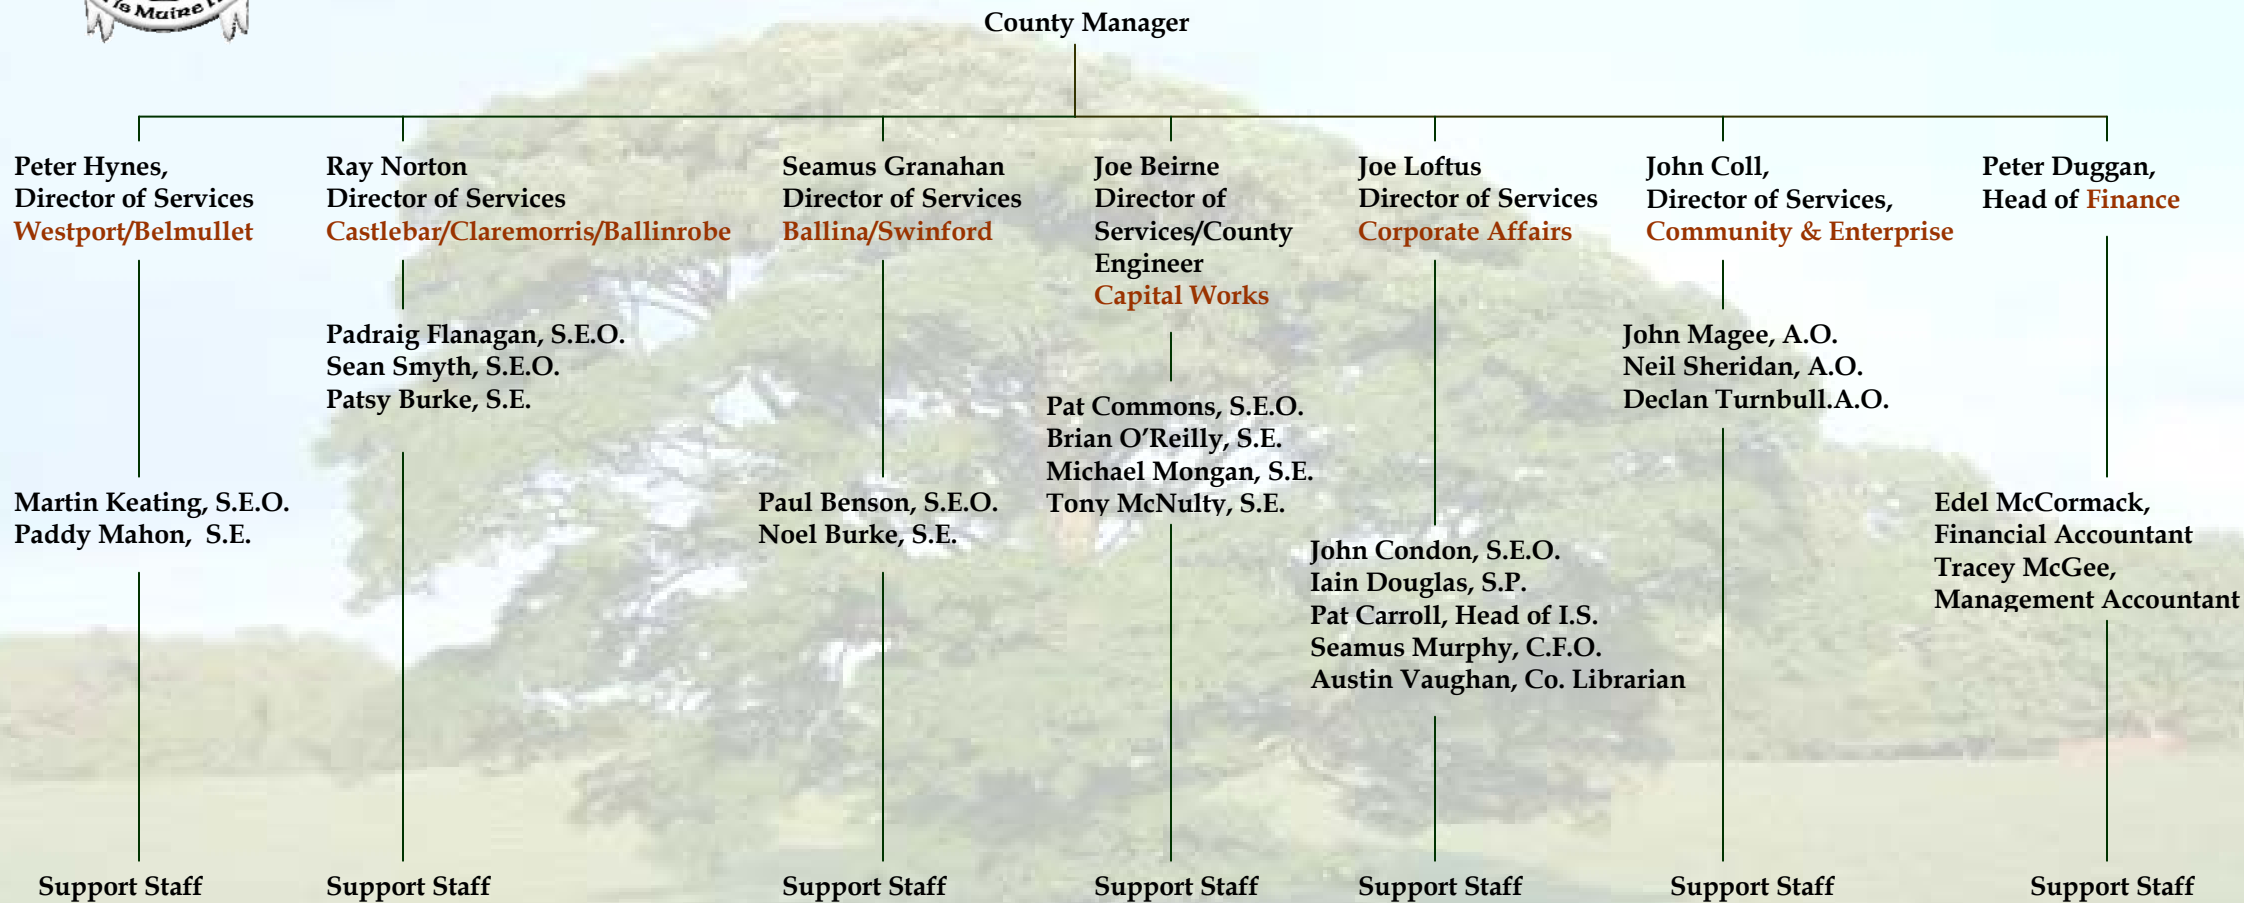 is Muire
County Manager
Peter Hynes,
Director of Services
Westport/Belmullet
Ray Norton
Director of Services
Castlebar/Claremorris/Ballinrobe
Seamus Granahan
Director of Services
Ballina/Swinford
Joe Beirne
Director of
Services/County
Engineer
Capital Works
Joe Loftus
Director of Services
Corporate Affairs
John Coll,
Director of Services,
Community & Enterprise
Peter Duggan,
Head of Finance
Martin Keating, S.E.O.
Paddy Mahon, S.E.
Padraig Flanagan, S.E.O.
Sean Smyth, S.E.O.
Patsy Burke, S.E.
Paul Benson, S.E.O.
Noel Burke, S.E.
Pat Commons, S.E.O.
Brian O’Reilly, S.E.
Michael Mongan, S.E.
Tony McNulty, S.E.
John Condon, S.E.O.
Iain Douglas, S.P.
Pat Carroll, Head of I.S.
Seamus Murphy, C.F.O.
Austin Vaughan, Co. Librarian
John Magee, A.O.
Neil Sheridan, A.O.
Declan Turnbull.A.O.
Edel McCormack,
Financial Accountant
Tracey McGee,
Management Accountant
Support Staff
Support Staff
Support Staff
Support Staff
Support Staff
Support Staff
Support Staff